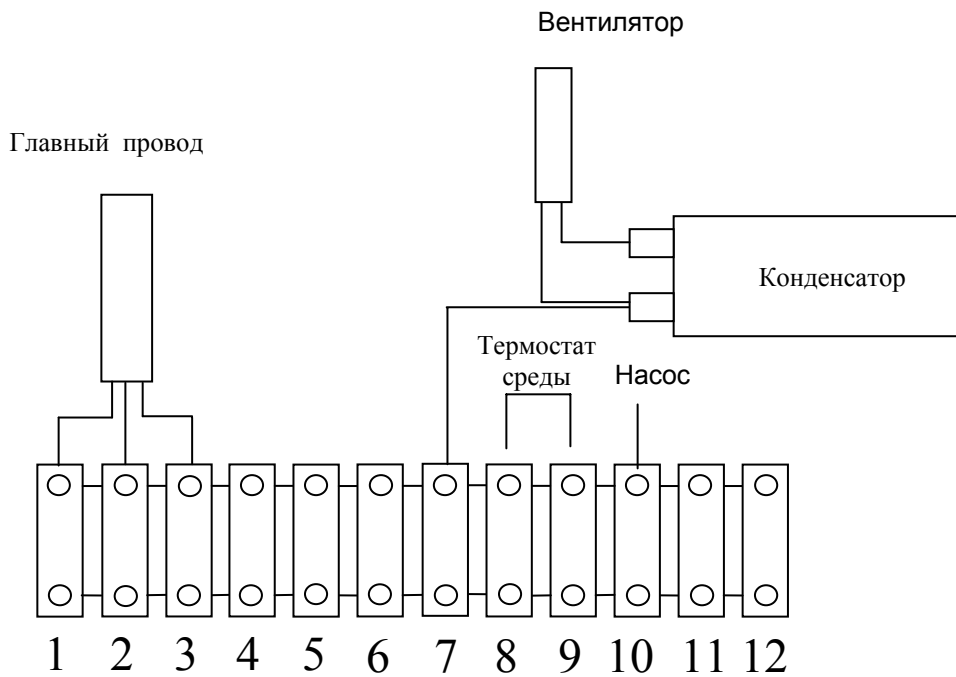 Вентилятор
Главный провод
Конденсатор
Термостат
среды
Насос
1 2 3 4 5 6 7 8 9 10 11 12